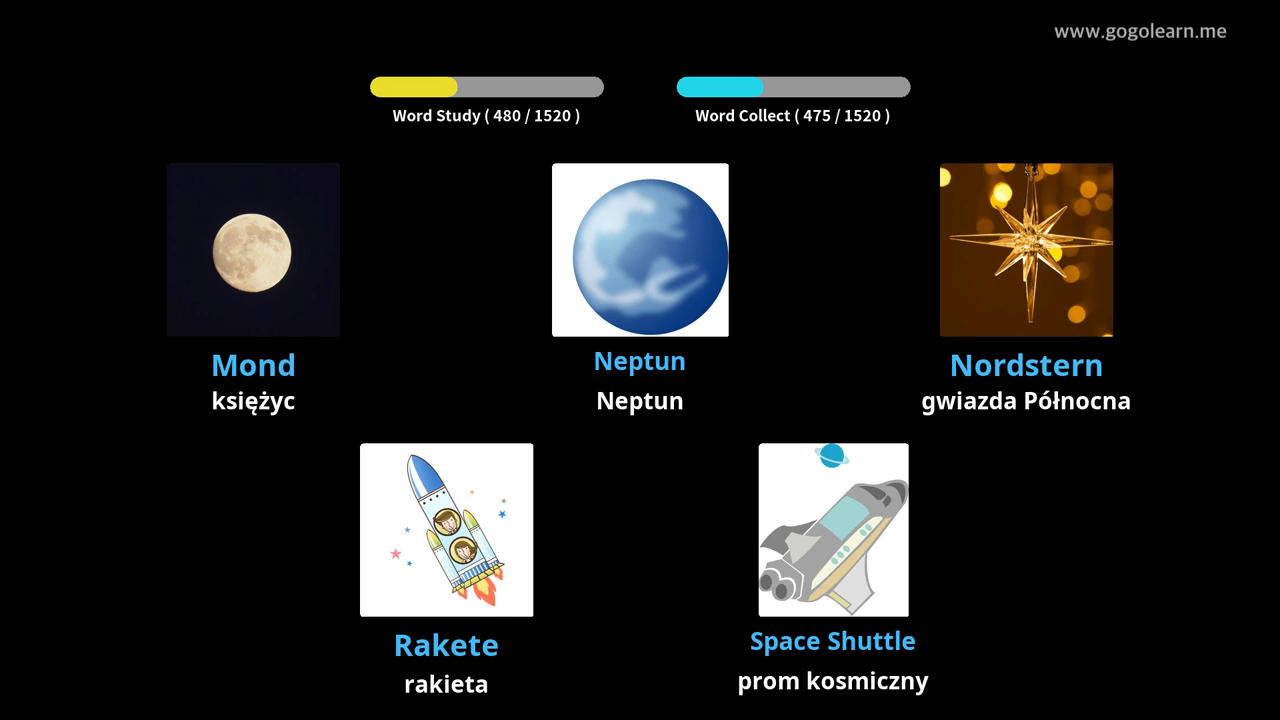 www.gogolearn.me
Word Study ( 480 / 1520 )
Word Collect ( 475 / 1520 )
Mond
księżyc
Neptun
Neptun
Nordstern
gwiazda Północna
Rakete
rakieta
Space Shuttle
prom kosmiczny